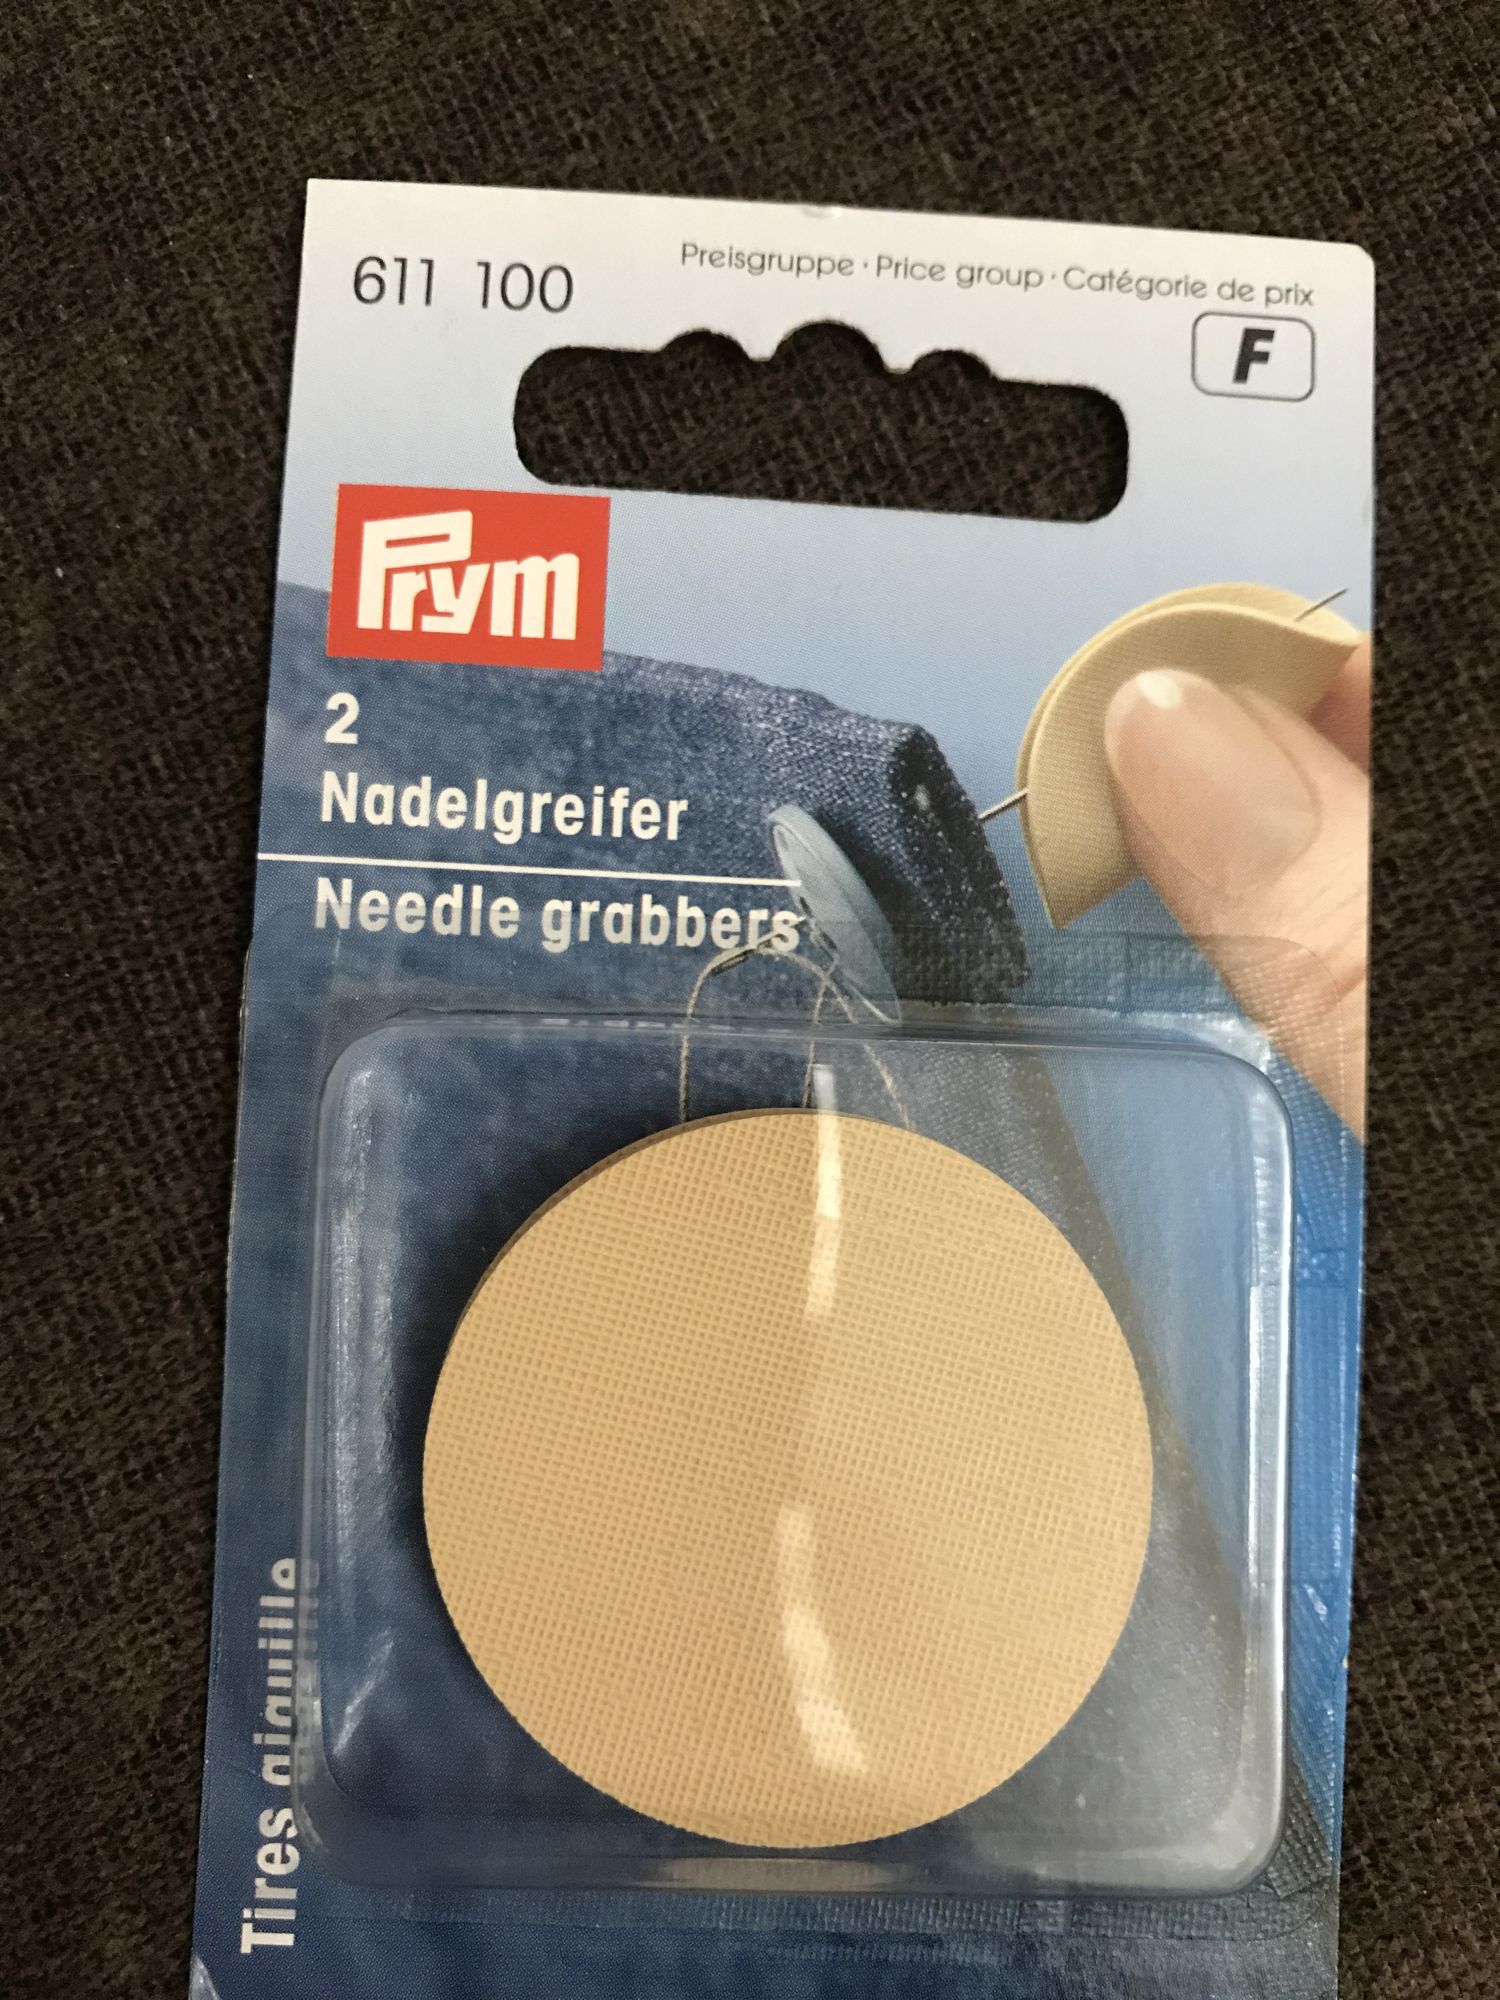 611 100
Preisgruppe · Price group · Catégorie de prix
F
Prym
2
Nadelgreifer
Needle grabbers
Tires aiguille